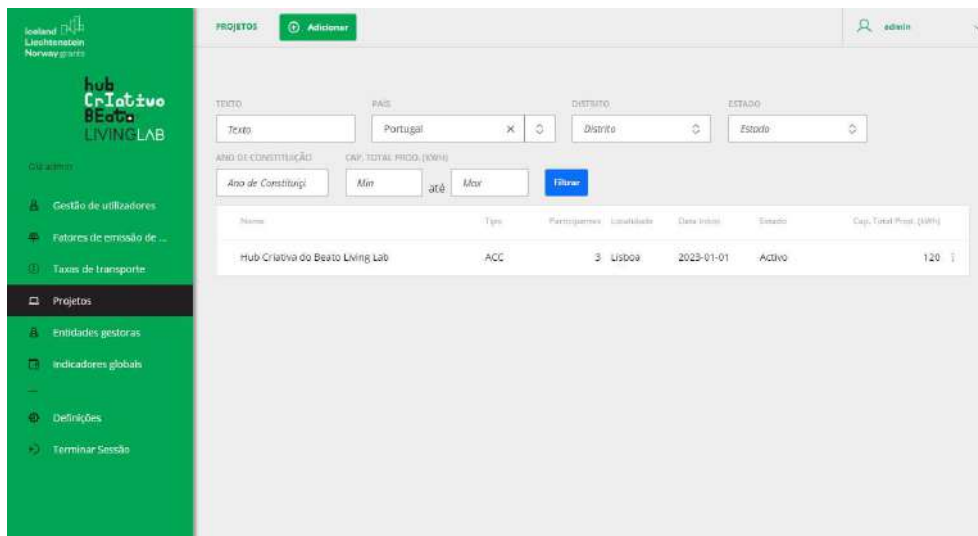 Iceland
Liechtenstein
Norway grants
hub
CrIativo
BEato
LIVINGLAB
Olá admin
Gestão de utilizadores
Fatores de emissão de ...
Taxas de transporte
Projetos
Entidades gestoras
Indicadores globais
Definições
Terminar Sessão
PROJETOS Adicionar admin
TEXTO PAÍS DISTRITO ESTADO
Texto Portugal Distrito Estado
ANO DE CONSTITUIÇÃO CAP. TOTAL PROD. (KWH)
Ano de Constituiçi Min até Max Filtrar
Nome Tipo Participantes Localidade Data Início Estado Cap. Total Prod. (kWh)
Hub Criativa do Beato Living Lab ACC 3 Lisboa 2023-01-01 Activo 120